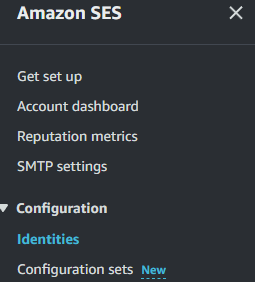 Amazon SES
Get set up
Account dashboard
Reputation metrics
SMTP settings
Configuration
Identities
Configuration sets New